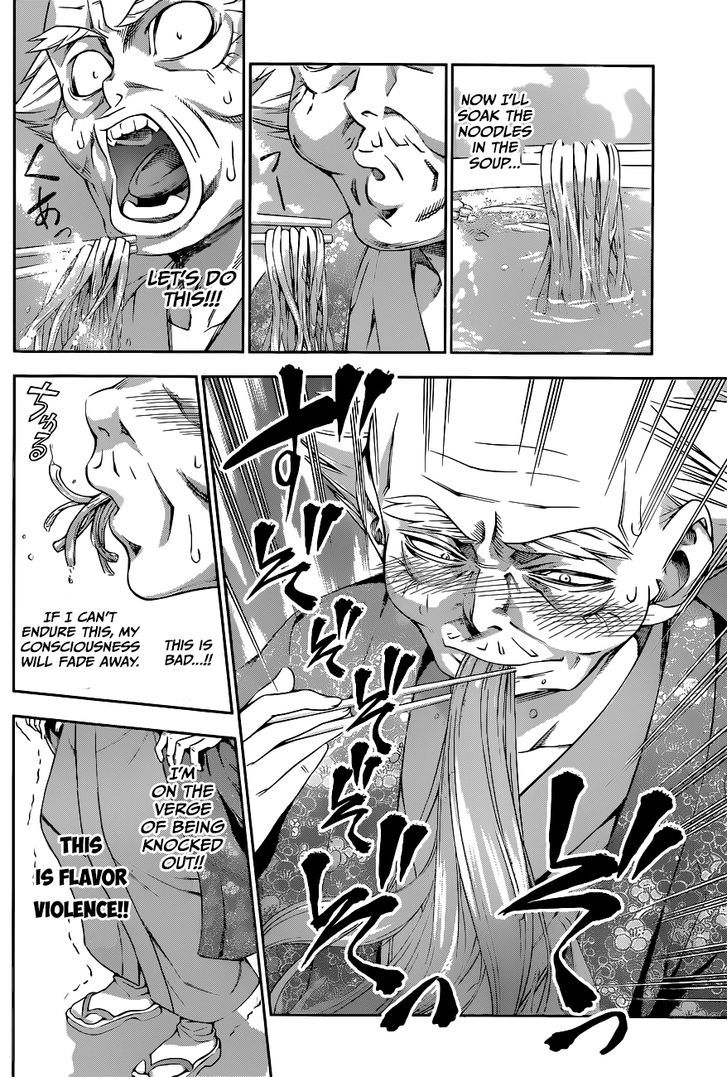 NOW I'LL
SOAK THE
NOODLES
IN THE
SOUP...
くあっ
LET'S DO
THIS!!!
ずぞぞぞぞぞぞぞぞっ
ちゅる
THIS IS
BAD...!!
IF I CAN'T
ENDURE THIS, MY
CONSCIOUSNESS
WILL FADE AWAY.
I'M
ON THE
VERGE
OF BEING
KNOCKED
OUT!!
THIS
IS FLAVOR
VIOLENCE!!